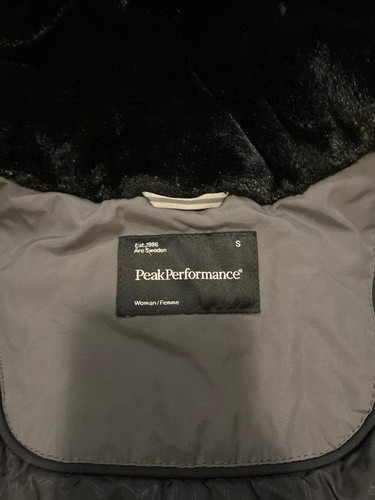 Est.1986 S
Åre Sweden
PeakPerformance®
Woman/Femme